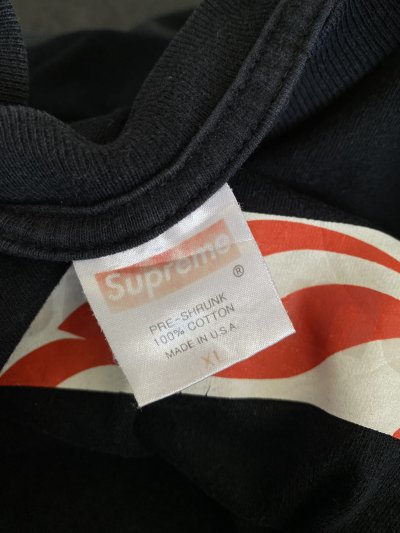 Supreme
®
PRE-SHRUNK
100% COTTON
MADE IN U.S.A.
XL